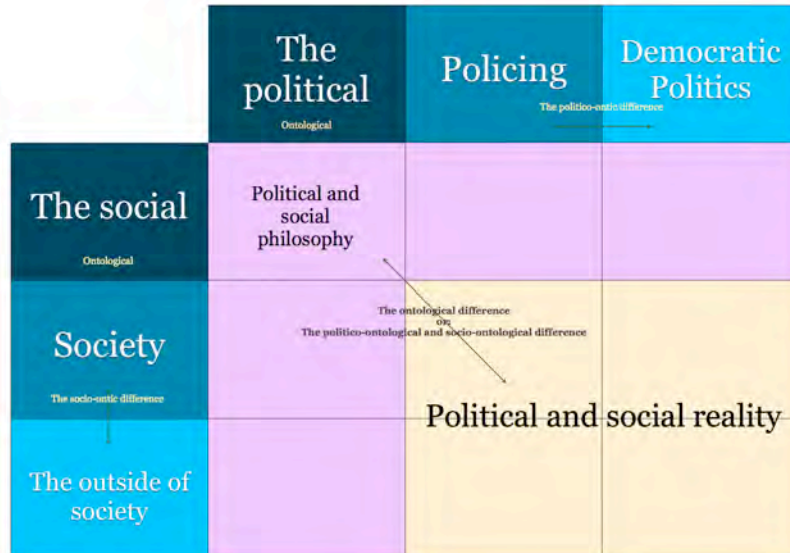 The
political
Ontological
Policing
Democratic
Politics
The politico-ontic difference
The social
Ontological
Political and
social
philosophy
The ontological difference
or:
The politico-ontological and socio-ontological difference
Society
The socio-ontic difference
Political and social reality
The outside of
society